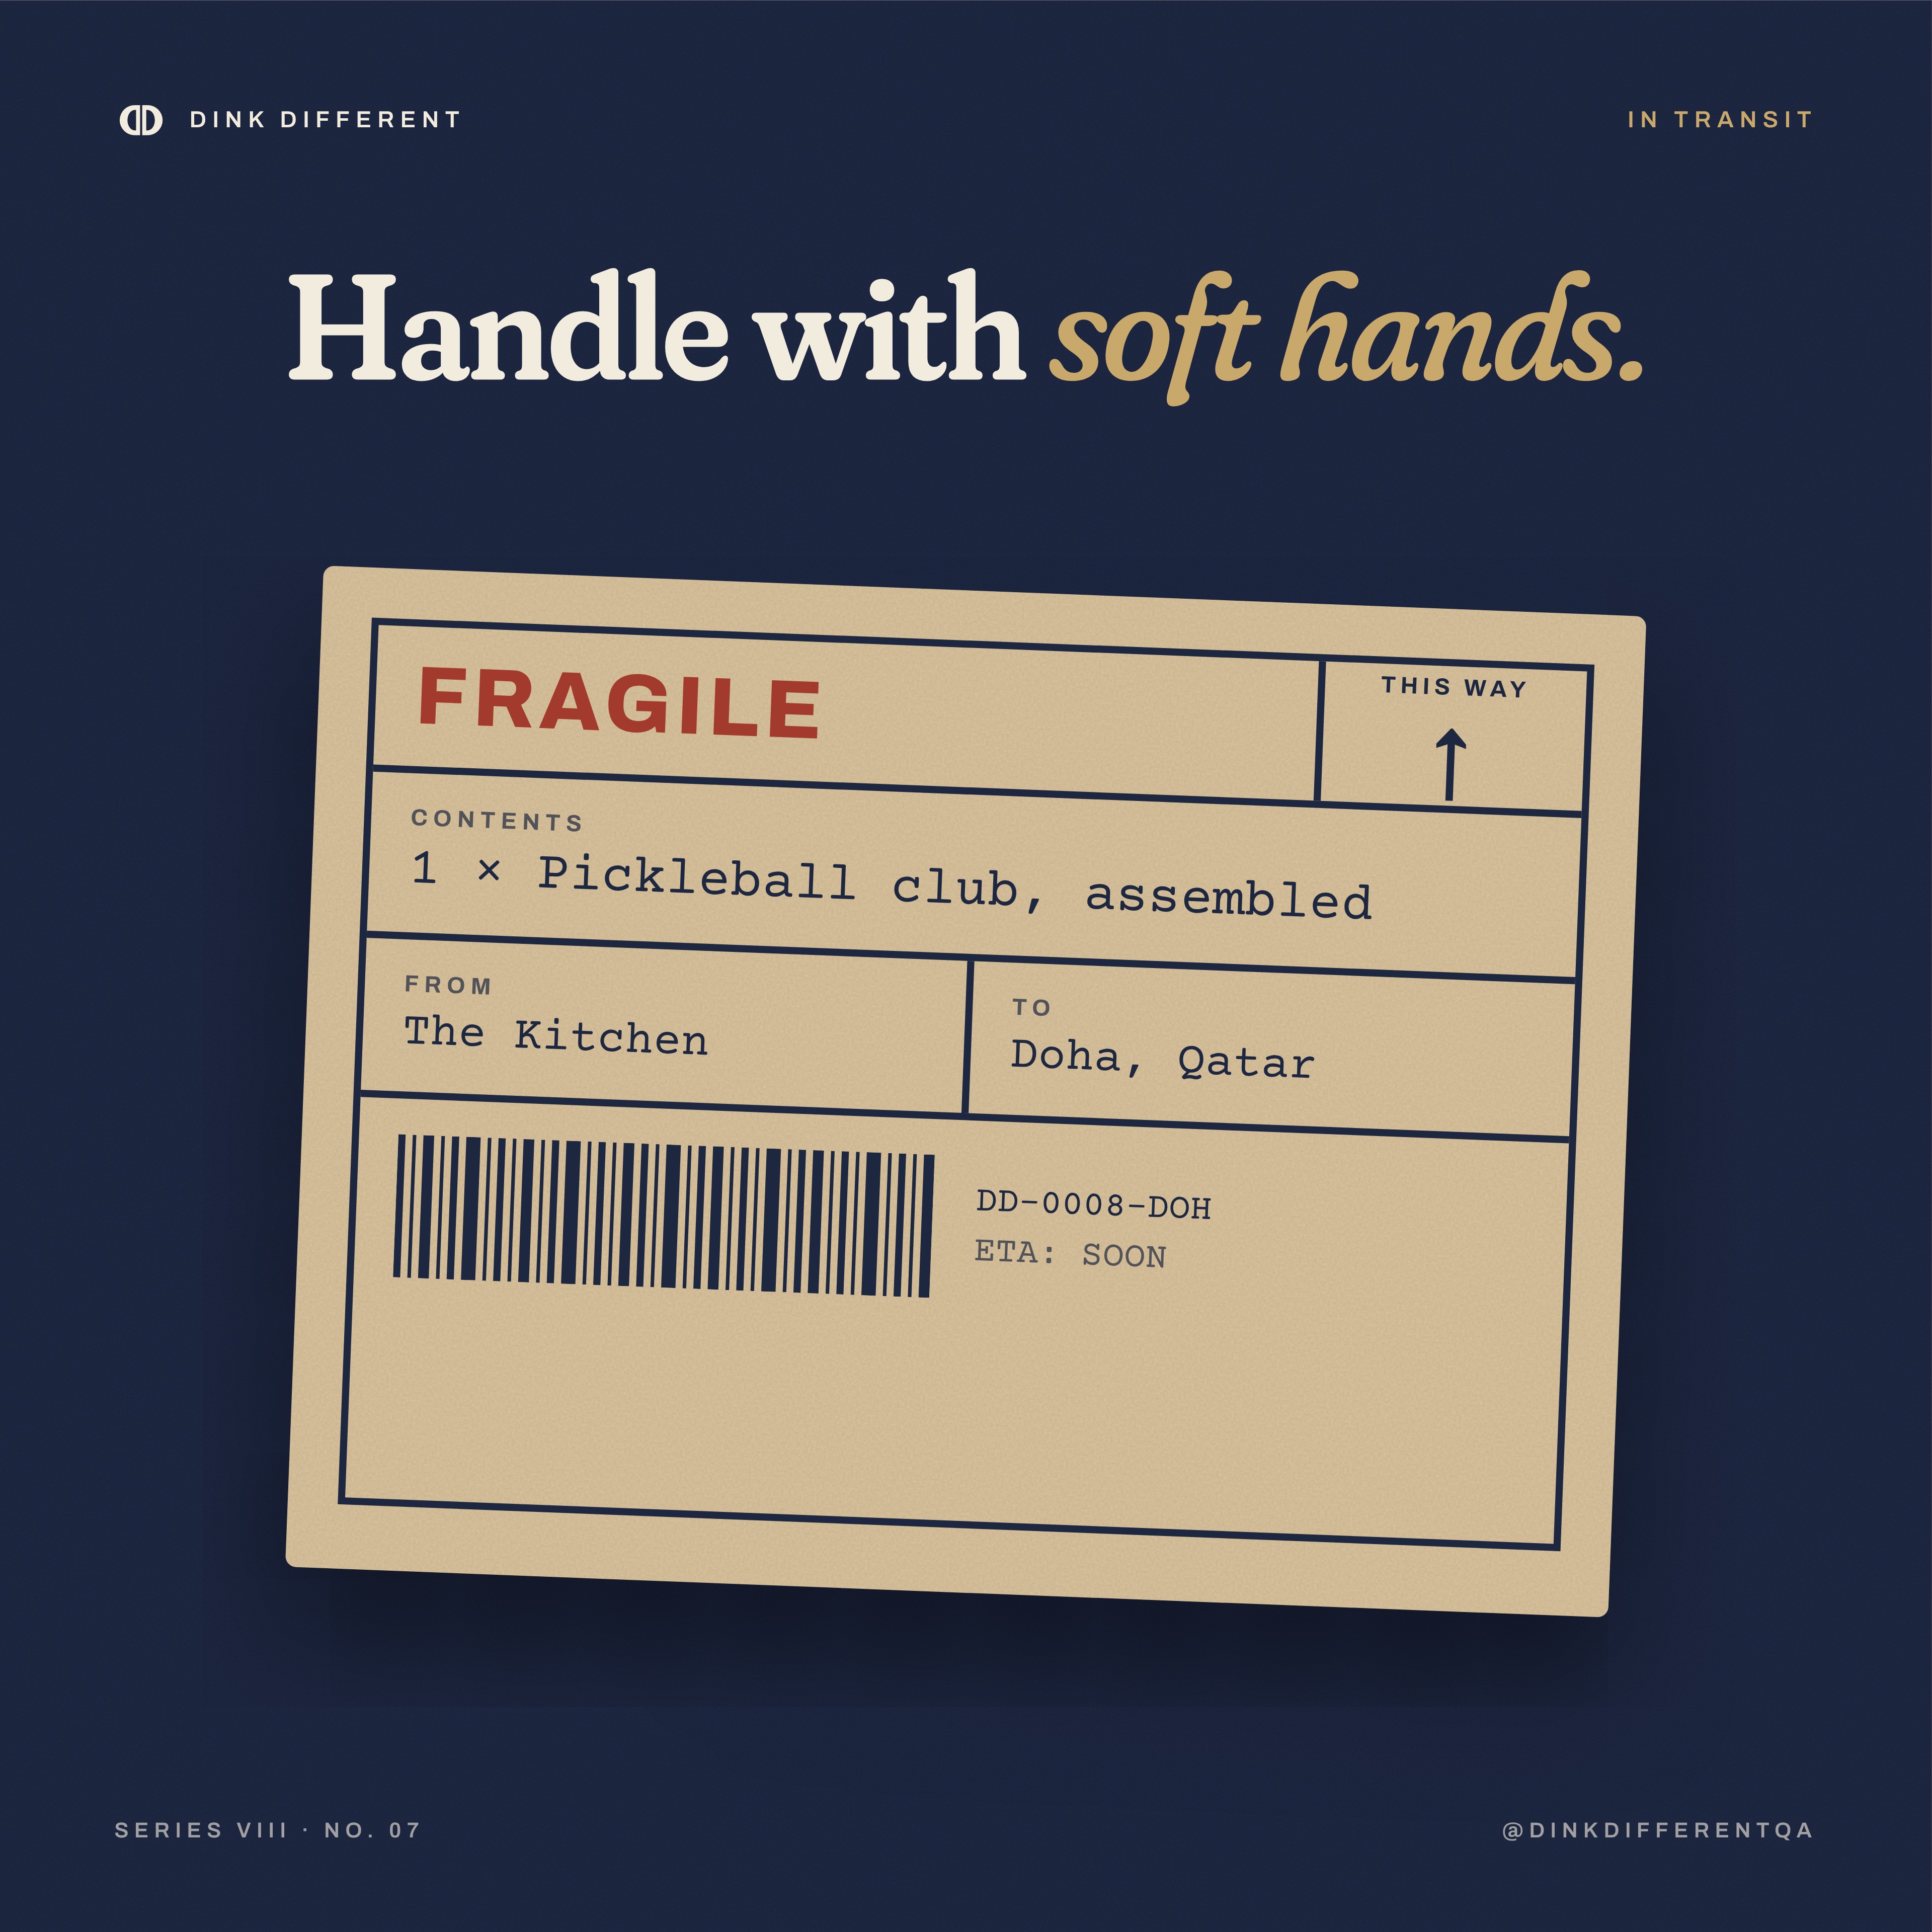 DINK DIFFERENT
IN TRANSIT
Handle with soft hands.
FRAGILE
THIS WAY
↑
CONTENTS
1 × Pickleball club, assembled
FROM
The Kitchen
TO
Doha, Qatar
DD-0008-DOH
ETA: SOON
SERIES VIII · NO. 07
@DINKDIFFERENTQA